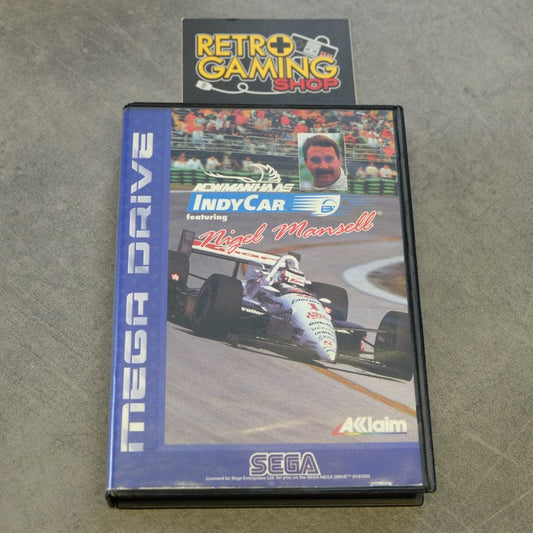 RETRO
GAMING
SHOP
MEGA DRIVE
NEWMAN HAAS
INDYCAR
featuring
Nigel Mansell
Akklaim
SEGA
Licensed by Sega Enterprises Ltd. for play on the SEGA MEGA DRIVE™ SYSTEM